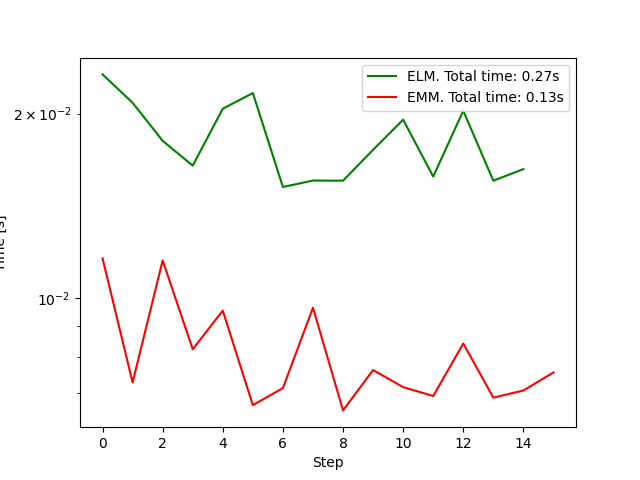 ELM. Total time: 0.27s
EMM. Total time: 0.13s
2 × 10⁻²
10⁻²
Time [s]
0 2 4 6 8 10 12 14
Step